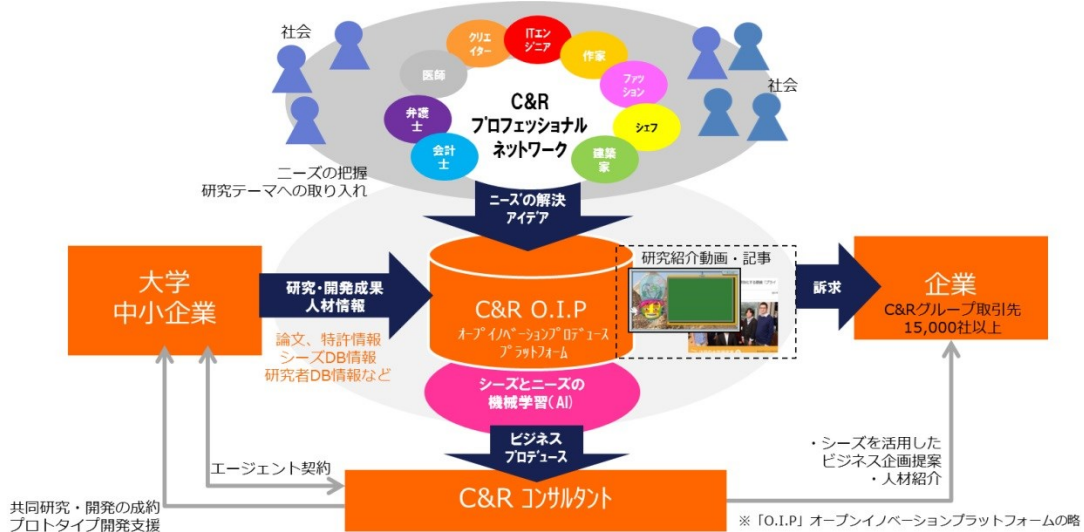 社会
クリエ
イター
ITエン
ジニア
作家
医師
ファッ
ション
社会
弁護
士
C&R
プロフェッショナル
ネットワーク
シェフ
会計
士
建築
家
ニーズの把握
研究テーマへの取り入れ
ニーズの解決
アイデア
大学
中小企業
研究・開発成果
人材情報
論文、特許情報
シーズDB情報
研究者DB情報など
C&R O.I.P
オープンイノベーションプロデュース
プラットフォーム
研究紹介動画・記事
訴求
企業
C&Rグループ取引先
15,000社以上
シーズとニーズの
機械学習(AI)
ビジネス
プロデュース
エージェント契約
C&R コンサルタント
・シーズを活用した
ビジネス企画提案
・人材紹介
共同研究・開発の成約
プロトタイプ開発支援
※「O.I.P」オープンイノベーションプラットフォームの略